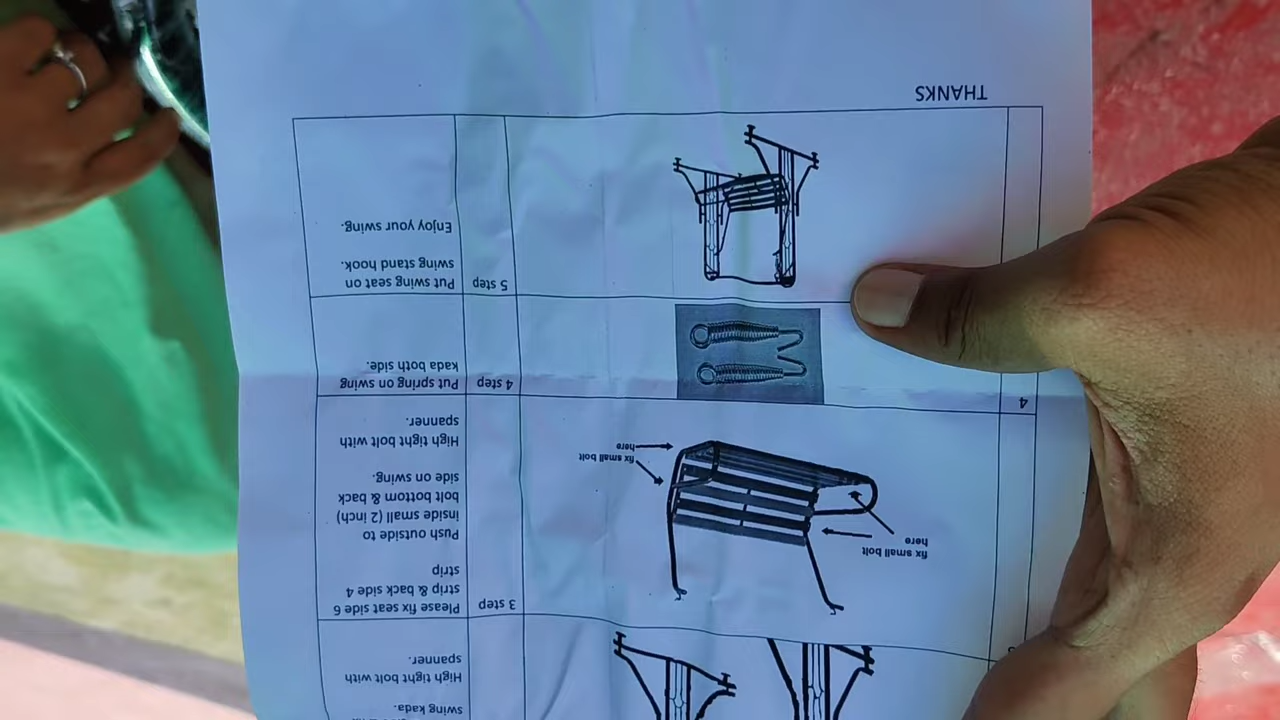 swing kada.
High tight bolt with
spanner.
fix small bolt
here
fix small bolt
here
3 step
Please fix seat side 6
strip & back side 4
strip
Push outside to
inside small (2 inch)
bolt bottom & back
side on swing.
High tight bolt with
spanner.
4
4 step
Put spring on swing
kada both side.
5 step
Put swing seat on
swing stand hook.
Enjoy your swing.
THANKS